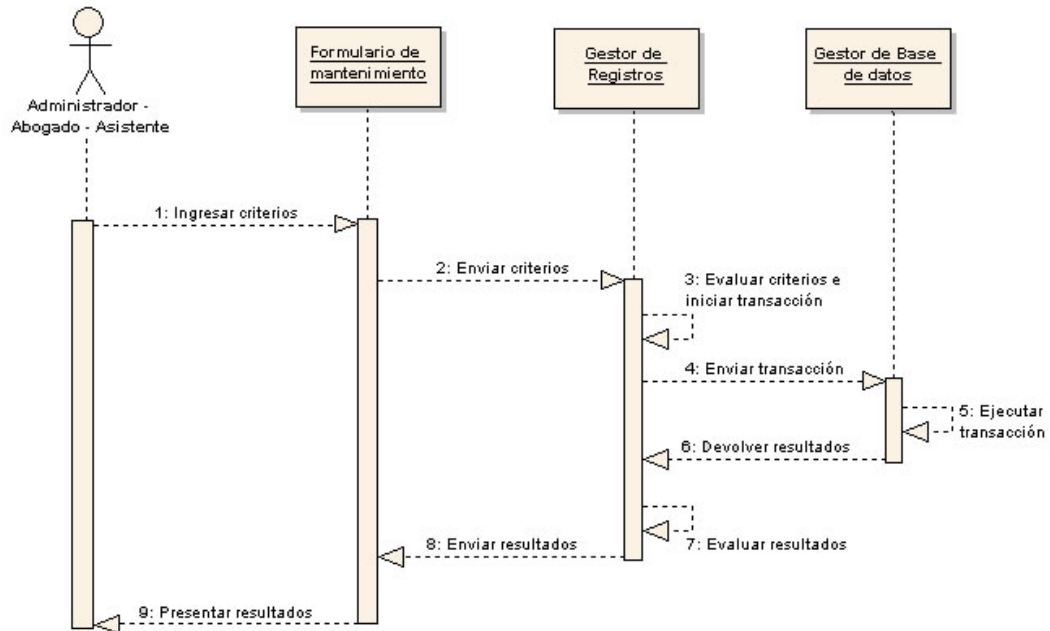 Administrador -
Abogado - Asistente
Formulario de
mantenimiento
Gestor de
Registros
Gestor de Base
de datos
1: Ingresar criterios
2: Enviar criterios
3: Evaluar criterios e
iniciar transacción
4: Enviar transacción
5: Ejecutar
transacción
6: Devolver resultados
7: Evaluar resultados
8: Enviar resultados
9: Presentar resultados